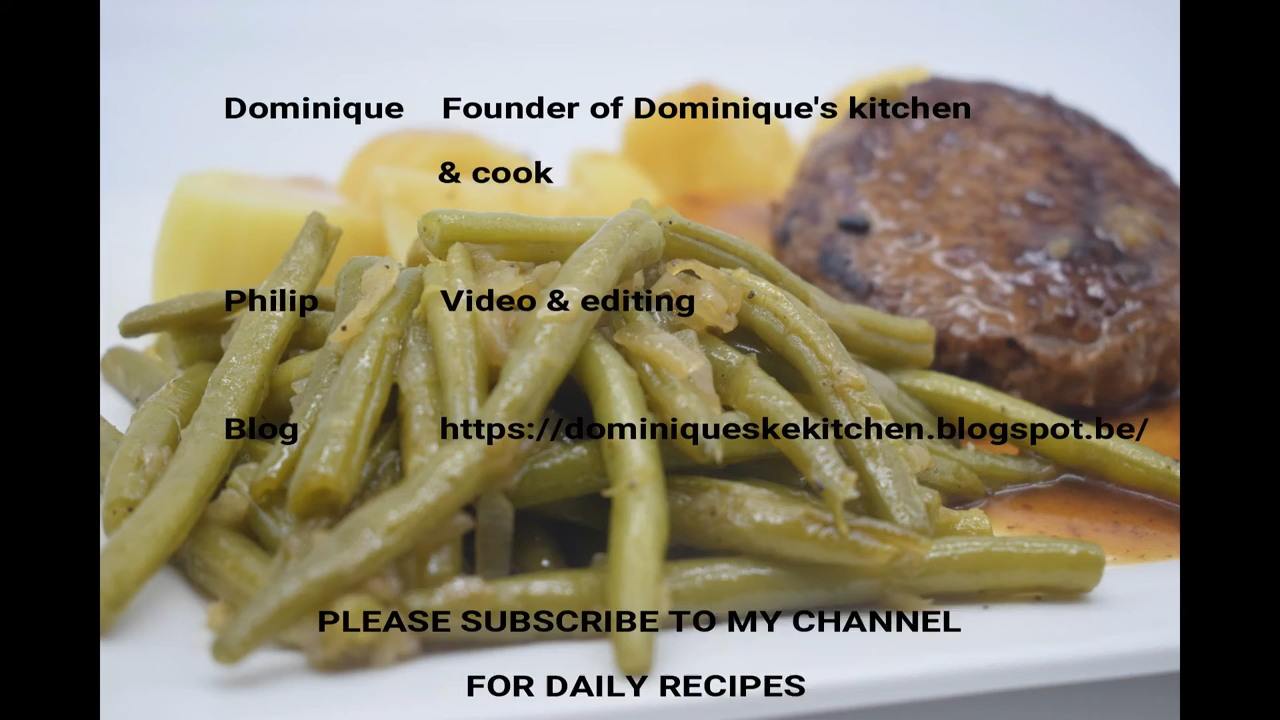 Dominique Founder of Dominique's kitchen
& cook
Philip Video & editing
Blog https://dominiqueskekitchen.blogspot.be/
PLEASE SUBSCRIBE TO MY CHANNEL
FOR DAILY RECIPES